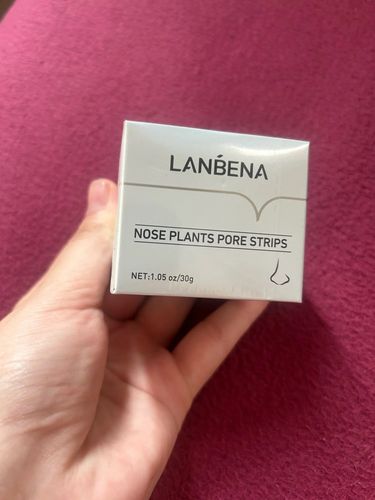 LANBENA
NOSE PLANTS PORE STRIPS
NET:1.05 oz/30g